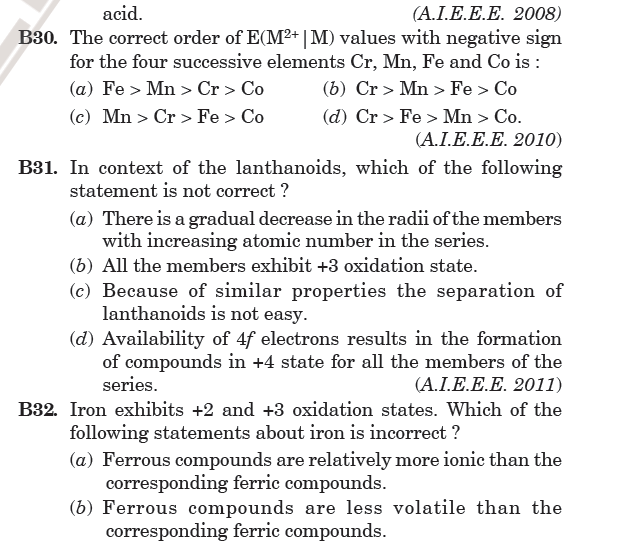 acid. (A.I.E.E.E. 2008)
B30. The correct order of E(M²⁺|M) values with negative sign
for the four successive elements Cr, Mn, Fe and Co is :
(a) Fe > Mn > Cr > Co (b) Cr > Mn > Fe > Co
(c) Mn > Cr > Fe > Co (d) Cr > Fe > Mn > Co.
(A.I.E.E.E. 2010)
B31. In context of the lanthanoids, which of the following
statement is not correct ?
(a) There is a gradual decrease in the radii of the members
with increasing atomic number in the series.
(b) All the members exhibit +3 oxidation state.
(c) Because of similar properties the separation of
lanthanoids is not easy.
(d) Availability of 4f electrons results in the formation
of compounds in +4 state for all the members of the
series. (A.I.E.E.E. 2011)
B32. Iron exhibits +2 and +3 oxidation states. Which of the
following statements about iron is incorrect ?
(a) Ferrous compounds are relatively more ionic than the
corresponding ferric compounds.
(b) Ferrous compounds are less volatile than the
corresponding ferric compounds.